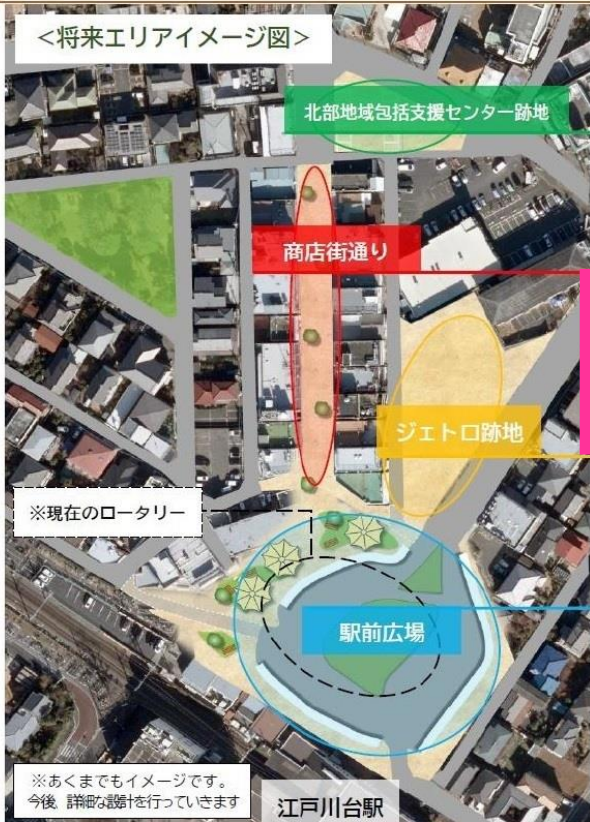 <将来エリアイメージ図>
北部地域包括支援センター跡地
商店街通り
ジェトロ跡地
※現在のロータリー
駅前広場
※あくまでもイメージです。
今後、詳細な設計を行っていきます
江戸川台駅